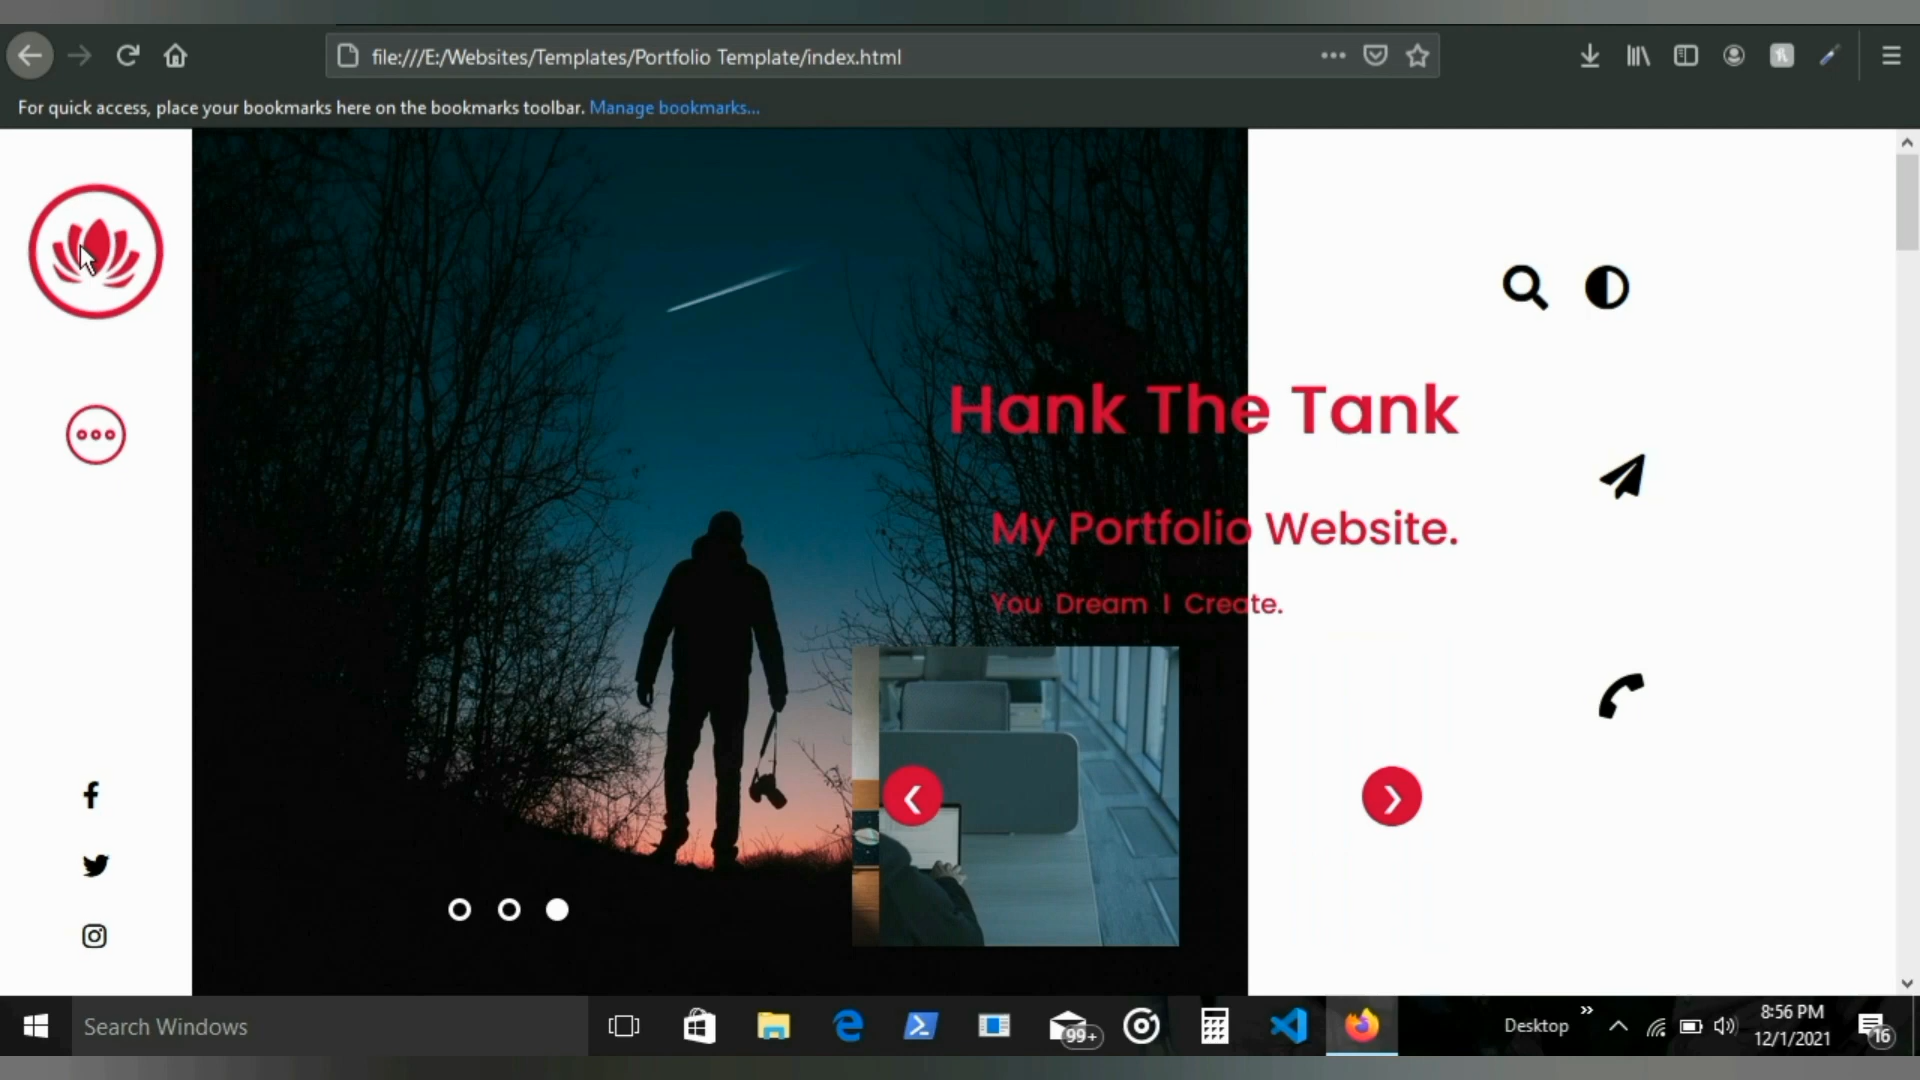 file:///E:/Websites/Templates/Portfolio Template/index.html
For quick access, place your bookmarks here on the bookmarks toolbar. Manage bookmarks...
Hank The Tank
My Portfolio Website.
You Dream I Create.
Search Windows
99+
Desktop
8:56 PM
12/1/2021
16